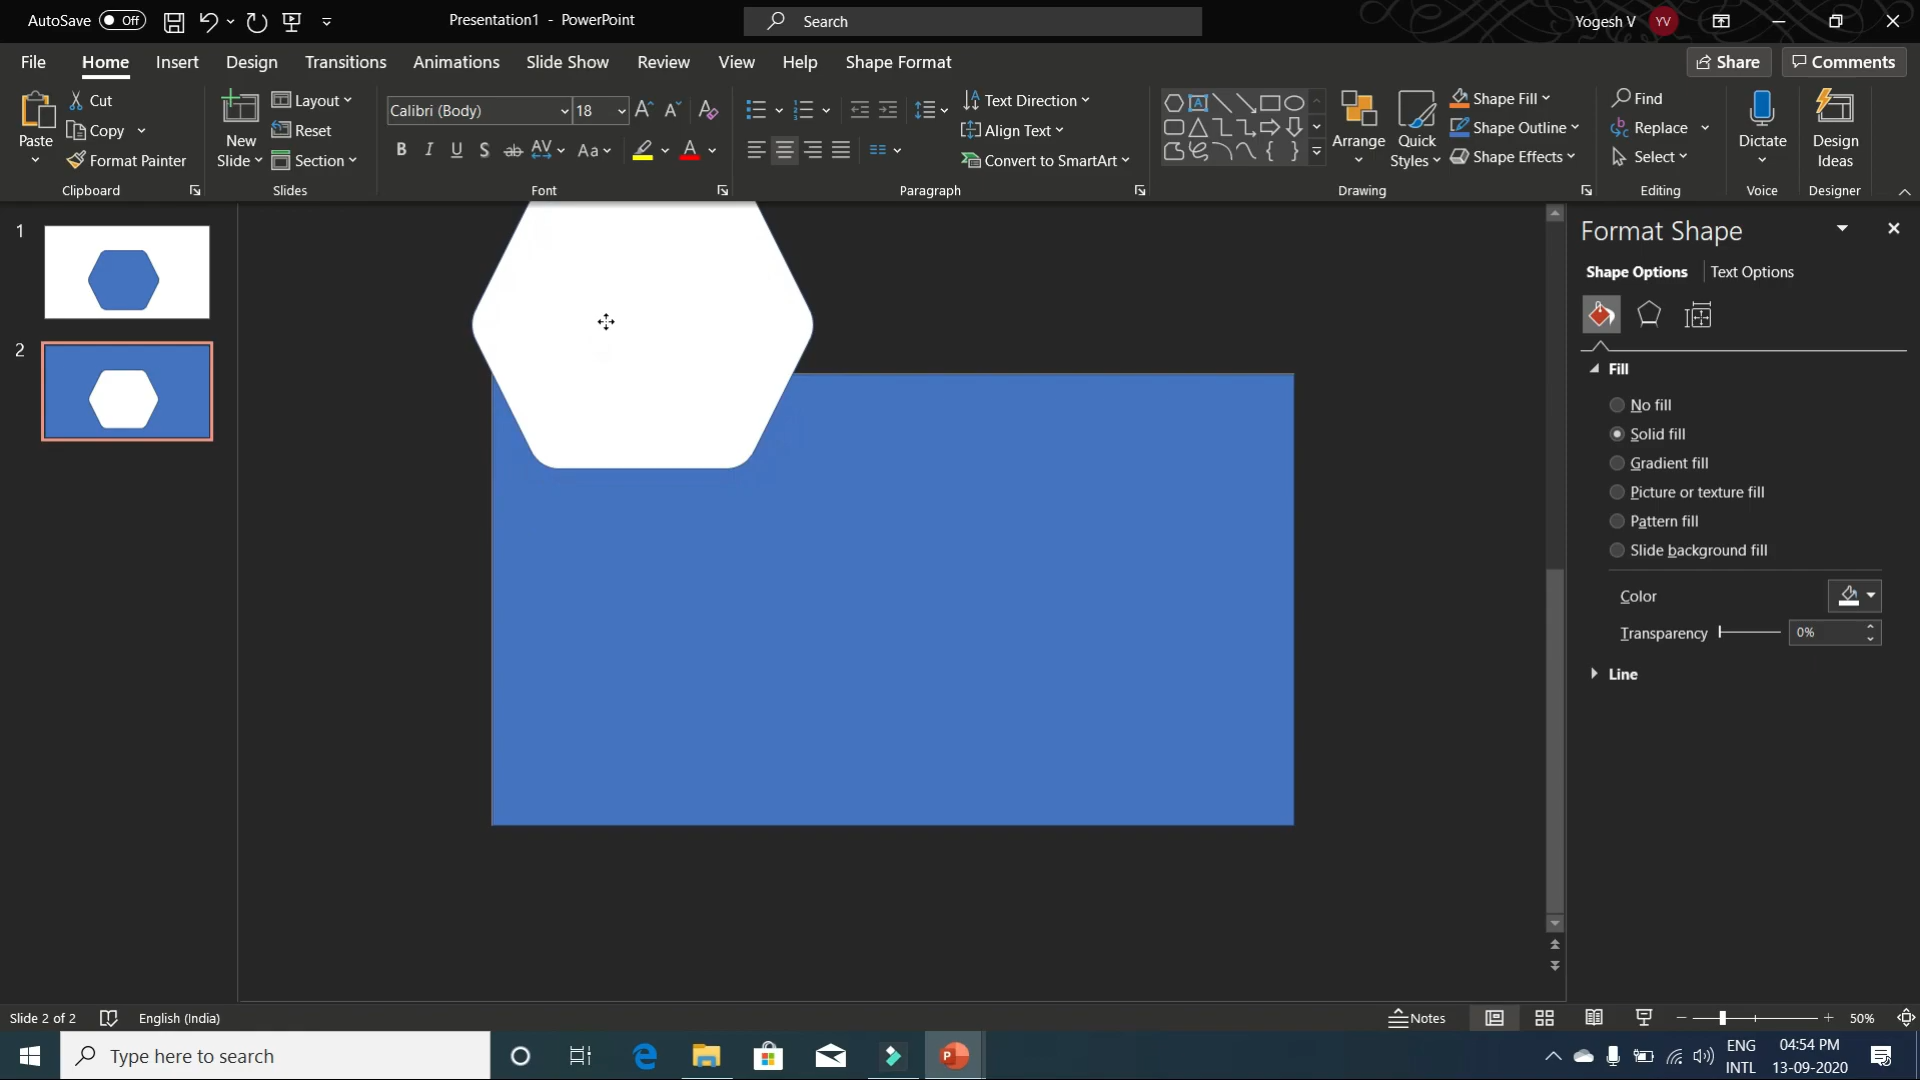 AutoSave Off
Presentation1 - PowerPoint
Search
Yogesh V YV
File Home Insert Design Transitions Animations Slide Show Review View Help Shape Format Share Comments
Paste
Cut
Copy
Format Painter
Clipboard
New
Slide
Layout
Reset
Section
Slides
Calibri (Body) 18
B I U S ab AV Aa A
Font
Text Direction
Align Text
Convert to SmartArt
Paragraph
Arrange
Quick
Styles
Shape Fill
Shape Outline
Shape Effects
Drawing
Find
Replace
Select
Editing
Dictate
Voice
Design
Ideas
Designer
1
2
Format Shape
Shape Options Text Options
Fill
No fill
Solid fill
Gradient fill
Picture or texture fill
Pattern fill
Slide background fill
Color
Transparency 0%
Line
Slide 2 of 2 English (India) Notes 50%
Type here to search
ENG
INTL
04:54 PM
13-09-2020